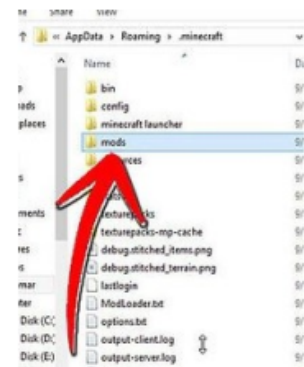 Share View
« AppData › Roaming › .minecraft
Name
bin
config
minecraft launcher
places
mods
texturepacks
texturepacks-mp-cache
debug.stitched_items.png
debug.stitched_terrain.png
lastlogin
ModLoader.txt
Disk (C:
options.txt
Disk (D:
output-client.log
Disk (E:)
output-server.log